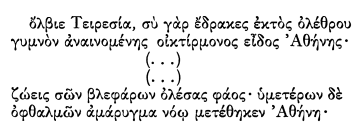 ὄλβιε Τειρεσία, σὺ γὰρ ἔδρακες ἐκτὸς ὀλέθρου
γυμνὸν ἀναινομένης οἰκτίρμονος εἶδος Ἀθήνης·
(...)
(...)
ζώεις σῶν βλεφάρων ὀλέσας φάος· ὑμετέρων δὲ
ὀφθαλμῶν ἀμάρυγμα νόῳ μετέθηκεν Ἀθήνη·